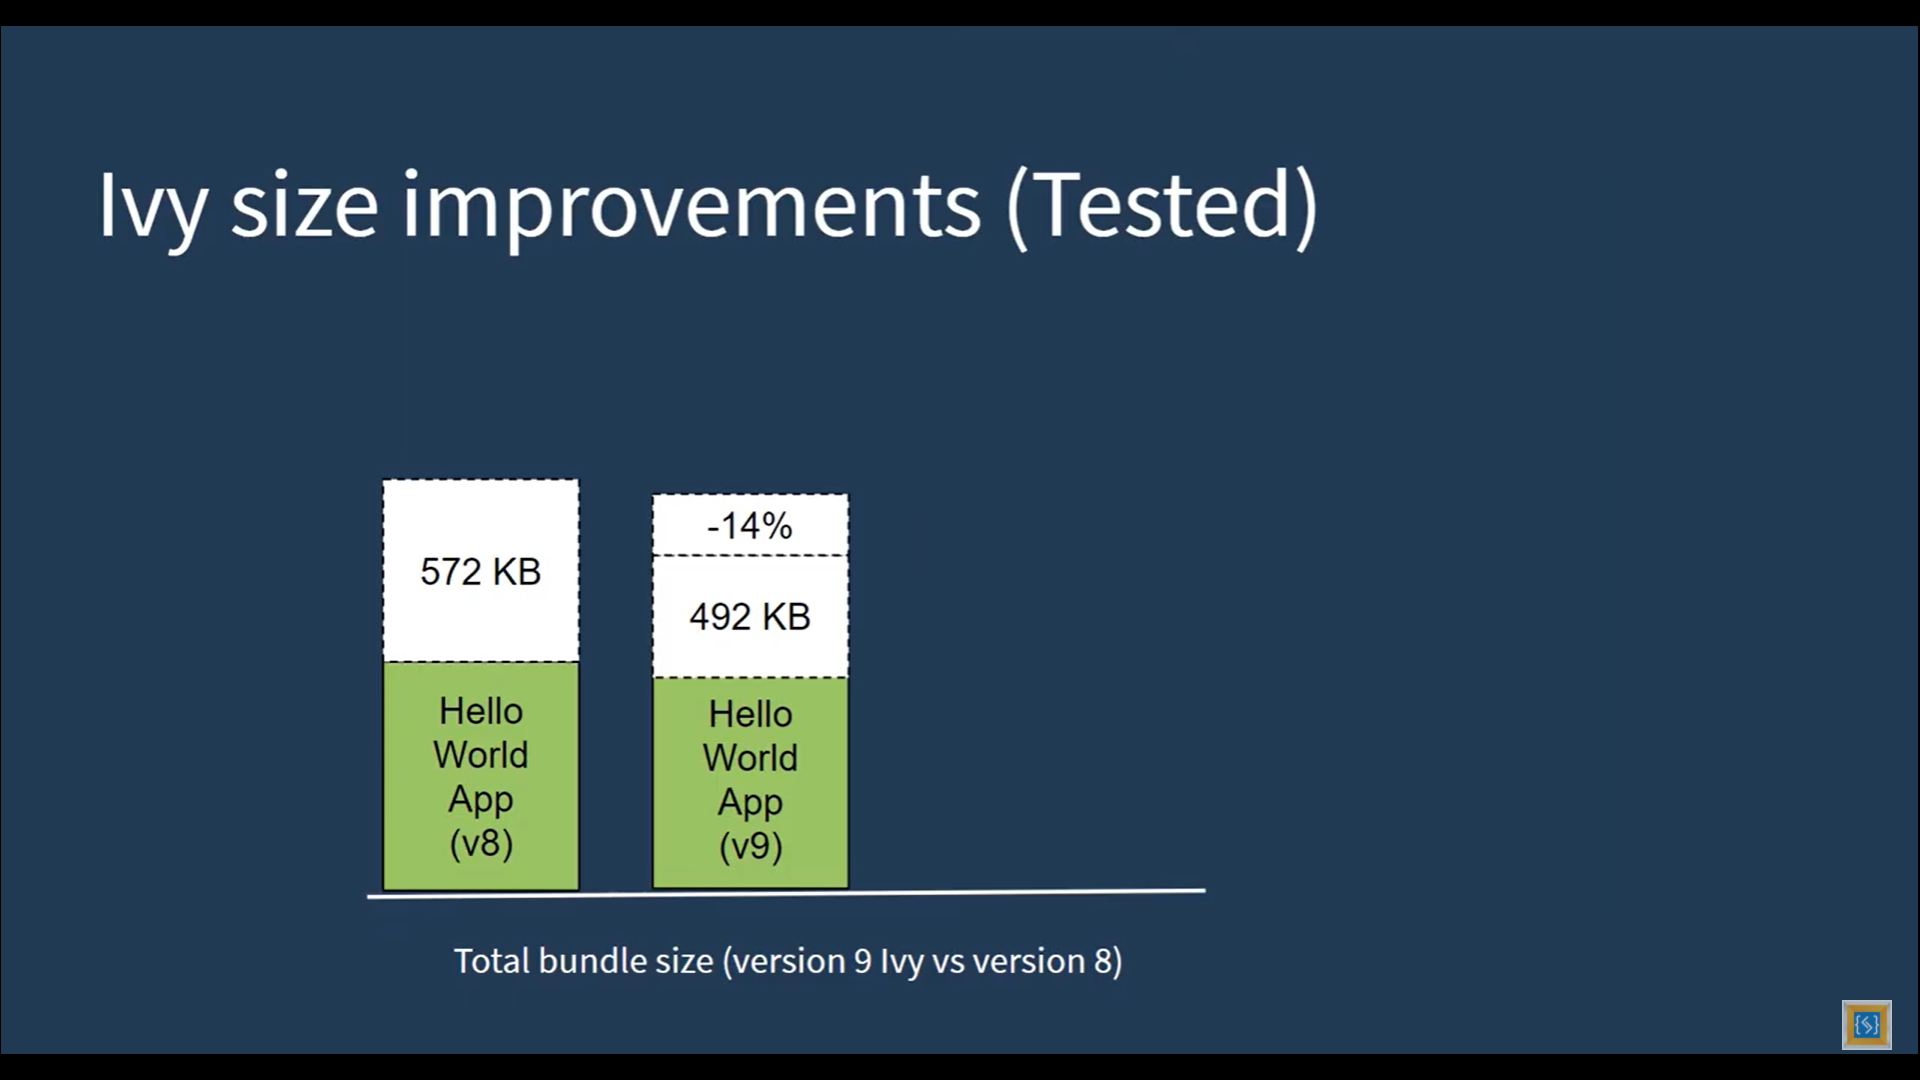 Ivy size improvements (Tested)
572 KB
Hello
World
App
(v8)
-14%
492 KB
Hello
World
App
(v9)
Total bundle size (version 9 Ivy vs version 8)